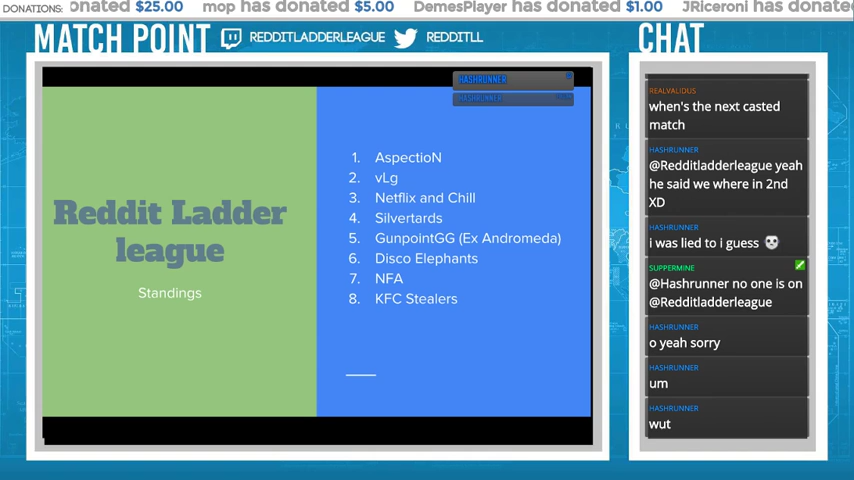 DONATIONS: onated $25.00 mop has donated $5.00 DemesPlayer has donated $1.00 JRiceroni has donate
MATCH POINT REDDITLADDERLEAGUE REDDITLL
CHAT
HASHRUNNER
HASHRUNNER
Reddit Ladder
league
Standings
1. AspectioN
2. vLg
3. Netflix and Chill
4. Silvertards
5. GunpointGG (Ex Andromeda)
6. Disco Elephants
7. NFA
8. KFC Stealers
REALVALIDUS
when's the next casted
match
HASHRUNNER
@Redditladderleague yeah
he said we where in 2nd
XD
HASHRUNNER
i was lied to i guess
SUPPERMINE
@Hashrunner no one is on
@Redditladderleague
HASHRUNNER
o yeah sorry
HASHRUNNER
um
HASHRUNNER
wut